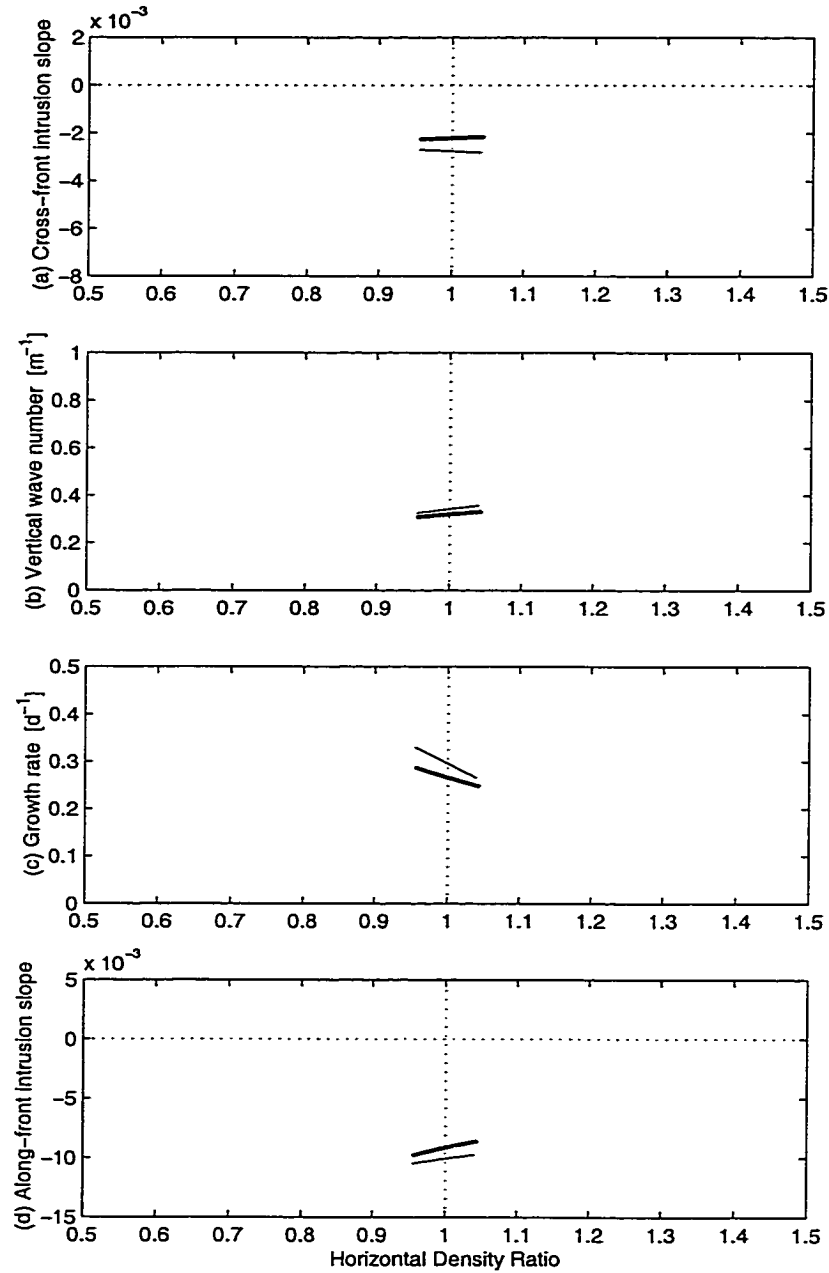 x 10⁻³
2
0
−2
−4
−6
−8
(a) Cross−front intrusion slope
0.5 0.6 0.7 0.8 0.9 1 1.1 1.2 1.3 1.4 1.5
1
0.8
0.6
0.4
0.2
0
(b) Vertical wave number [m⁻¹]
0.5 0.6 0.7 0.8 0.9 1 1.1 1.2 1.3 1.4 1.5
0.5
0.4
0.3
0.2
0.1
0
(c) Growth rate [d⁻¹]
0.5 0.6 0.7 0.8 0.9 1 1.1 1.2 1.3 1.4 1.5
x 10⁻³
5
0
−5
−10
−15
(d) Along−front intrusion slope
0.5 0.6 0.7 0.8 0.9 1 1.1 1.2 1.3 1.4 1.5
Horizontal Density Ratio